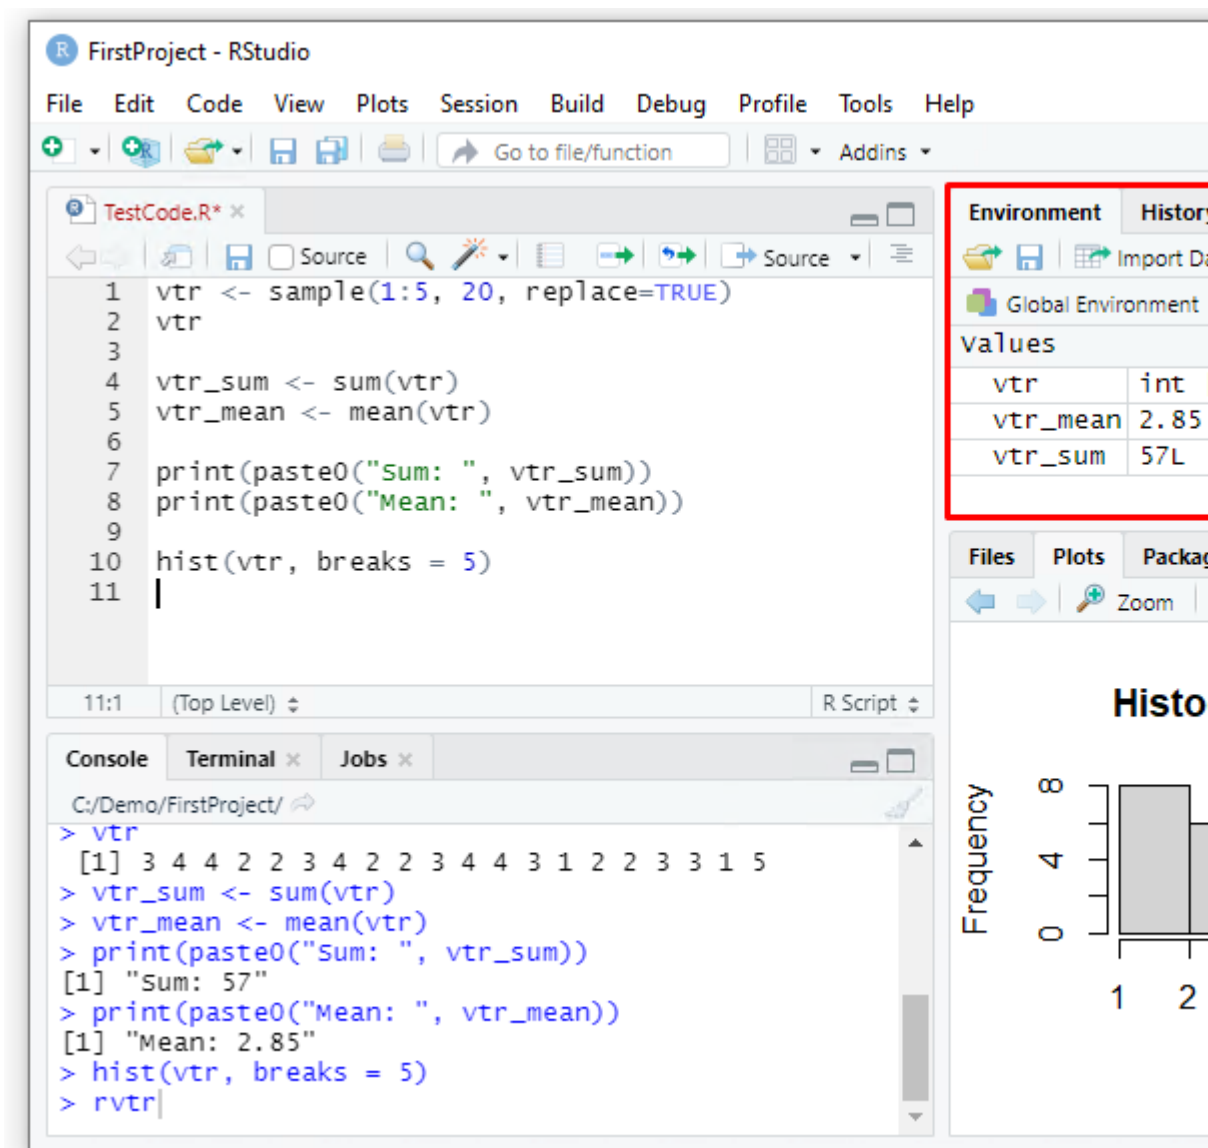 FirstProject - RStudio
File Edit Code View Plots Session Build Debug Profile Tools Help
Go to file/function Addins
TestCode.R*
Source Source
1 vtr <- sample(1:5, 20, replace=TRUE)
2 vtr
3
4 vtr_sum <- sum(vtr)
5 vtr_mean <- mean(vtr)
6
7 print(paste0("Sum: ", vtr_sum))
8 print(paste0("Mean: ", vtr_mean))
9
10 hist(vtr, breaks = 5)
11
11:1 (Top Level) R Script
Console Terminal Jobs
C:/Demo/FirstProject/
> vtr
[1] 3 4 4 2 2 3 4 2 2 3 4 4 3 1 2 2 3 3 1 5
> vtr_sum <- sum(vtr)
> vtr_mean <- mean(vtr)
> print(paste0("Sum: ", vtr_sum))
[1] "Sum: 57"
> print(paste0("Mean: ", vtr_mean))
[1] "Mean: 2.85"
> hist(vtr, breaks = 5)
> rvtr
Environment History
Import Da
Global Environment
Values
vtr int
vtr_mean 2.85
vtr_sum 57L
Files Plots Packag
Zoom
Histo
Frequency
8
4
0
1 2